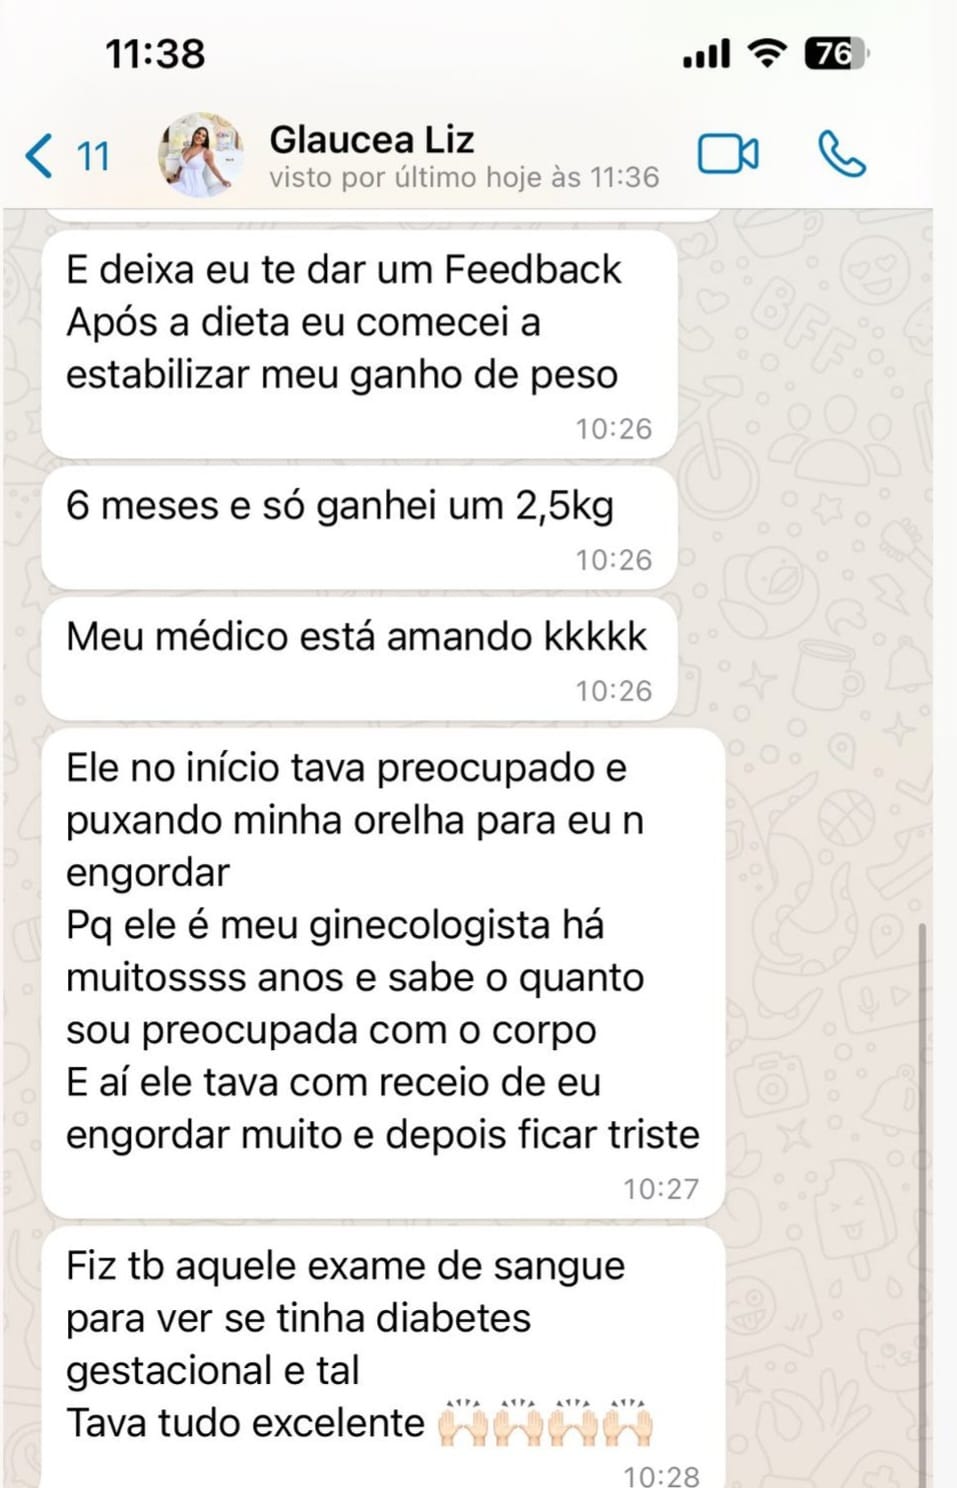 11:38
76
11
Glaucea Liz
visto por último hoje às 11:36
E deixa eu te dar um Feedback
Após a dieta eu comecei a
estabilizar meu ganho de peso
10:26
6 meses e só ganhei um 2,5kg
10:26
Meu médico está amando kkkkk
10:26
Ele no início tava preocupado e
puxando minha orelha para eu n
engordar
Pq ele é meu ginecologista há
muitossss anos e sabe o quanto
sou preocupada com o corpo
E aí ele tava com receio de eu
engordar muito e depois ficar triste
10:27
Fiz tb aquele exame de sangue
para ver se tinha diabetes
gestacional e tal
Tava tudo excelente 🙌🏻🙌🏻🙌🏻🙌🏻
10:28
BFF